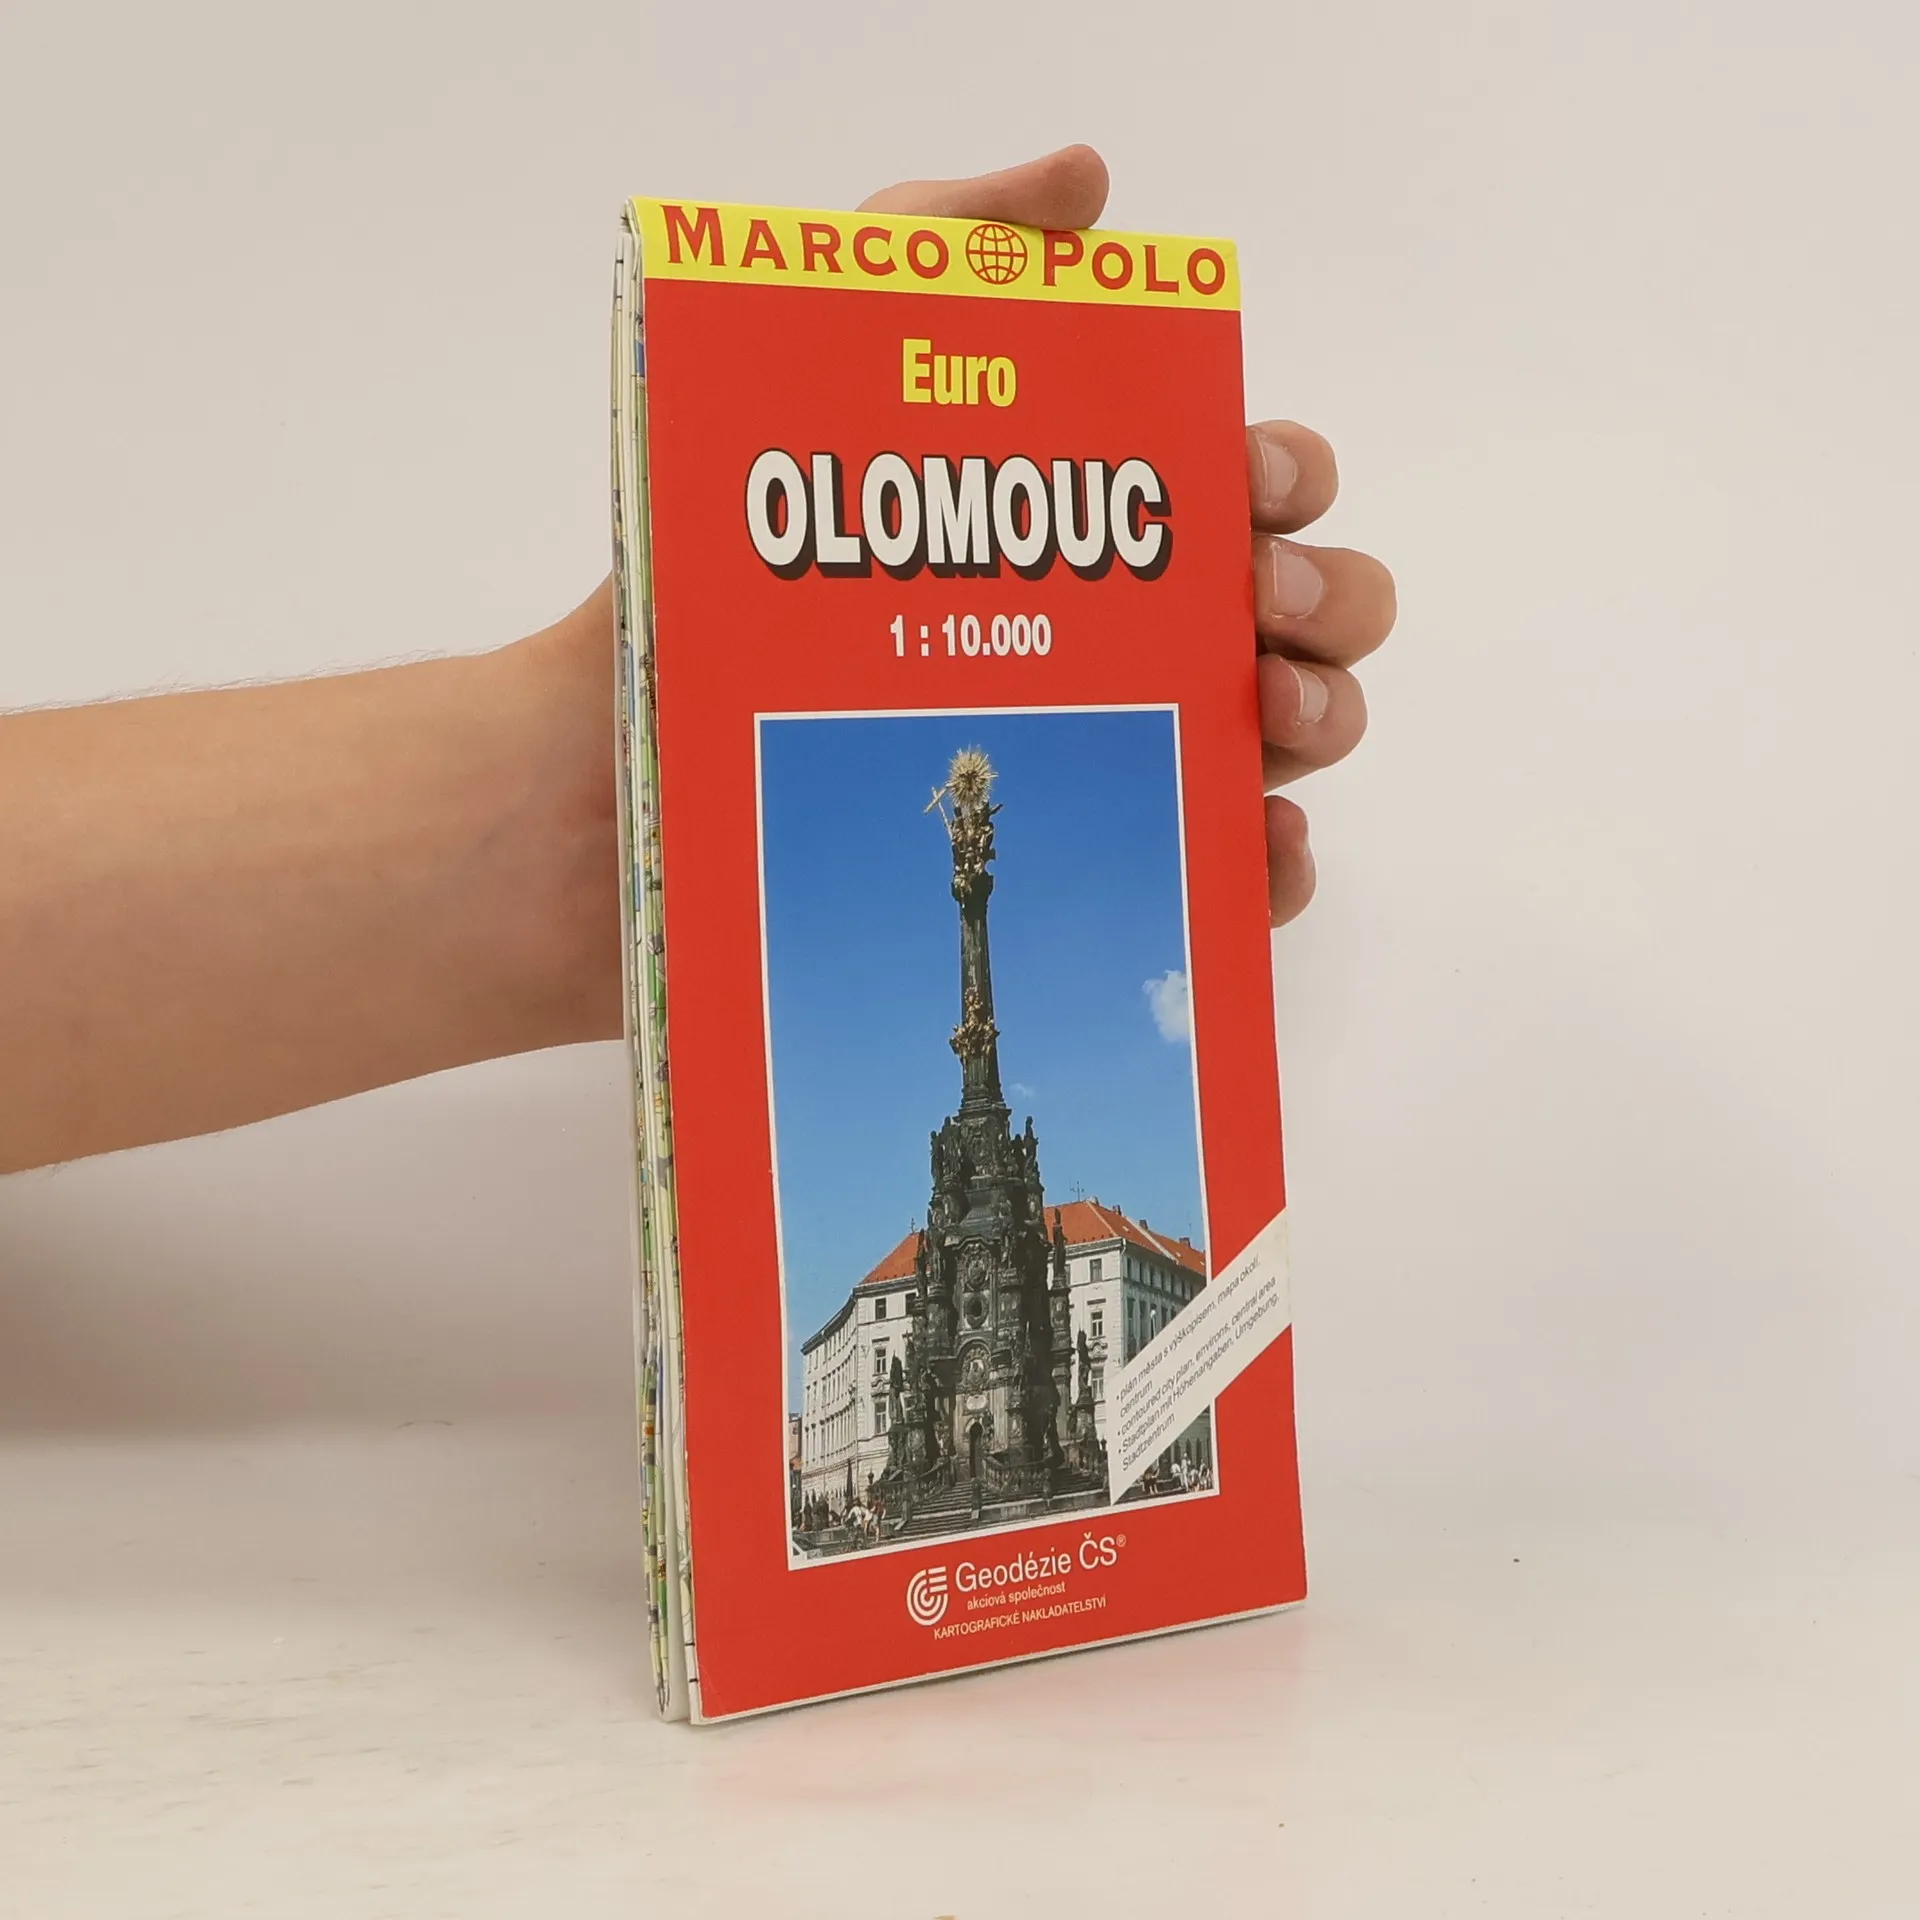 MARCO POLO
Euro
OLOMOUC
1 : 10.000
• plán města s výškopisem, mapa okolí,
centrum
• contoured city plan, environs, central area
• Stadtplan mit Höhenangaben, Umgebung,
Stadtzentrum
Geodézie ČS®
akciová společnost
KARTOGRAFICKÉ NAKLADATELSTVÍ